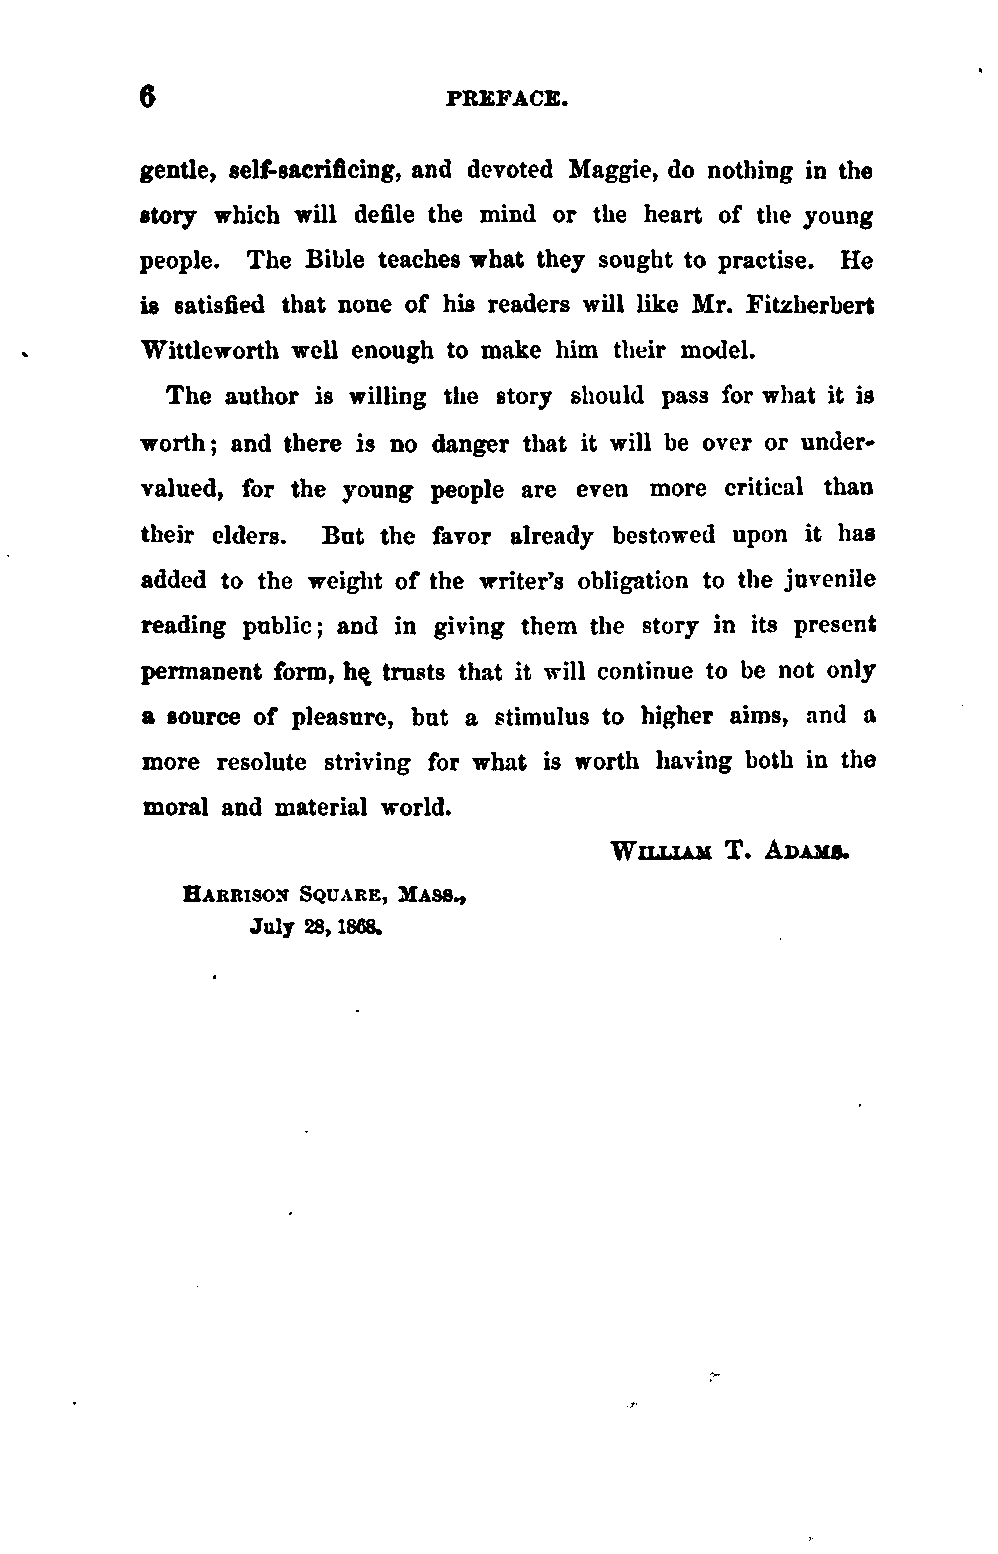 6 PREFACE.
gentle, self-sacrificing, and devoted Maggie, do nothing in the
story which will defile the mind or the heart of the young
people. The Bible teaches what they sought to practise. He
is satisfied that none of his readers will like Mr. Fitzherbert
Wittleworth well enough to make him their model.
The author is willing the story should pass for what it is
worth; and there is no danger that it will be over or under-
valued, for the young people are even more critical than
their elders. But the favor already bestowed upon it has
added to the weight of the writer's obligation to the juvenile
reading public; and in giving them the story in its present
permanent form, he trusts that it will continue to be not only
a source of pleasure, but a stimulus to higher aims, and a
more resolute striving for what is worth having both in the
moral and material world.
WILLIAM T. ADAMS.
HARRISON SQUARE, MASS.,
July 28, 1868.